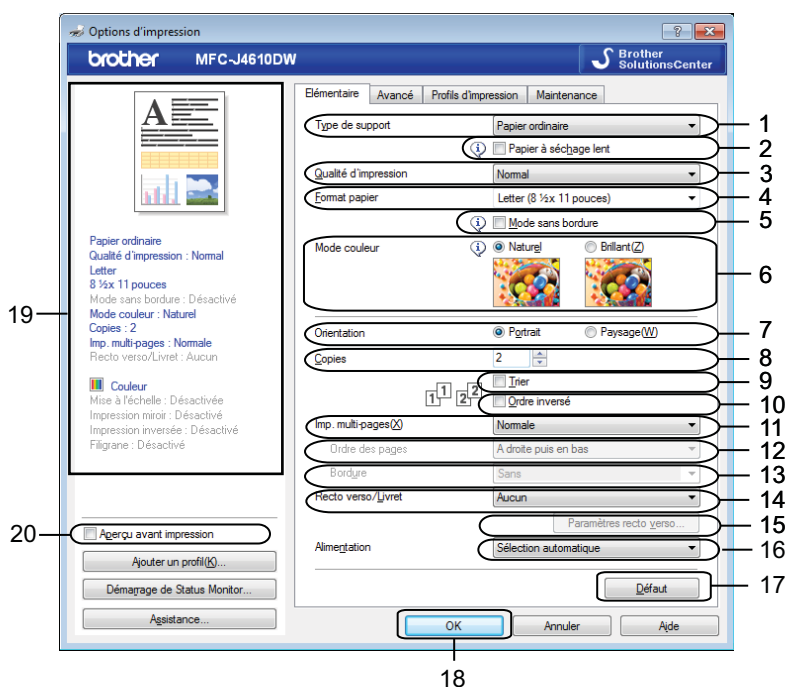 Options d'impression
brother MFC-J4610DW
Brother
SolutionsCenter
Elémentaire Avancé Profils d'impression Maintenance
Type de support Papier ordinaire 1
Papier à séchage lent 2
Qualité d'impression Normal 3
Format papier Letter (8 ½x 11 pouces) 4
Mode sans bordure 5
Mode couleur Naturel Brillant(Z) 6
Orientation Portrait Paysage(W) 7
Copies 2 8
Trier 9
1 1 2 2
Ordre inversé 10
Imp. multi-pages(X) Normale 11
Ordre des pages A droite puis en bas 12
Bordure Sans 13
Recto verso/Livret Aucun 14
Paramètres recto verso... 15
Alimentation Sélection automatique 16
Défaut 17
OK Annuler Aide
18
A
Papier ordinaire
Qualité d'impression : Normal
Letter
8 ½x 11 pouces
Mode sans bordure : Désactivé
19
Mode couleur : Naturel
Copies : 2
Imp. multi-pages : Normale
Recto verso/Livret : Aucun
Couleur
Mise à l'échelle : Désactivée
Impression miroir : Désactivé
Impression inversée : Désactivé
Filigrane : Désactivé
20 Aperçu avant impression
Ajouter un profil(K)...
Démarrage de Status Monitor...
Assistance...